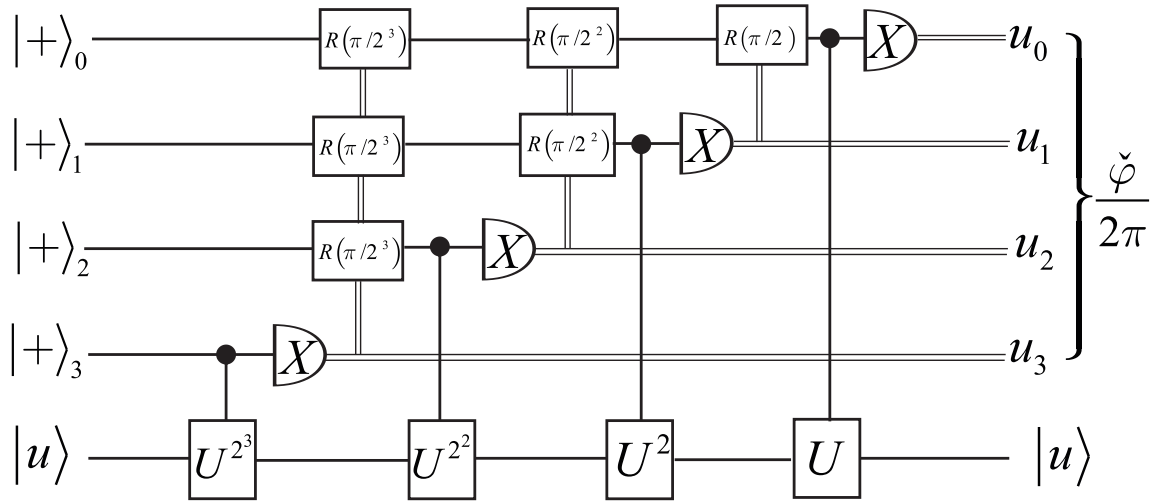 |+⟩₀ R(π/2³) R(π/2²) R(π/2) X u₀
|+⟩₁ R(π/2³) R(π/2²) X u₁
|+⟩₂ R(π/2³) X u₂
φ̌/2π
|+⟩₃ X u₃
|u⟩ U^{2³} U^{2²} U² U |u⟩